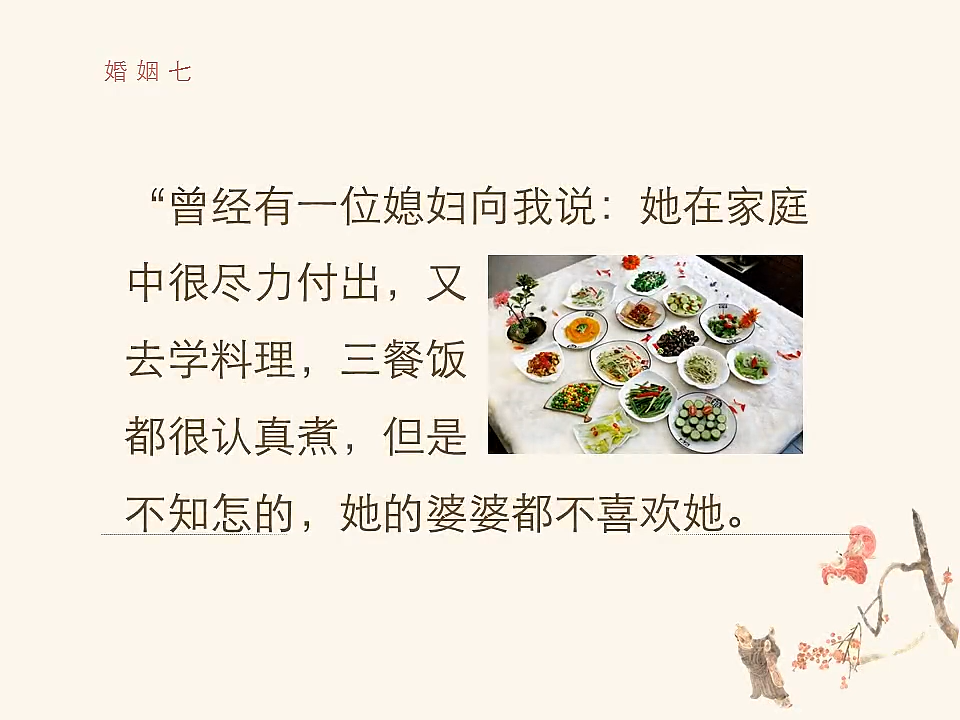 婚姻七
“曾经有一位媳妇向我说：她在家庭
中很尽力付出，又
去学料理，三餐饭
都很认真煮，但是
不知怎的，她的婆婆都不喜欢她。